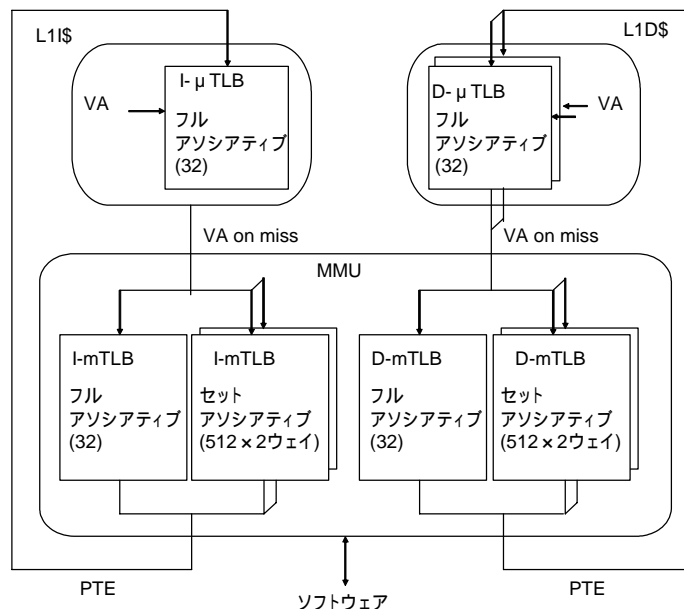 L1I$
L1D$
I- μ TLB
フル
アソシアティブ
(32)
VA
D- μ TLB
フル
アソシアティブ
(32)
VA
VA on miss
VA on miss
MMU
I-mTLB
フル
アソシアティブ
(32)
I-mTLB
セット
アソシアティブ
(512 × 2ウェイ)
D-mTLB
フル
アソシアティブ
(32)
D-mTLB
セット
アソシアティブ
(512 × 2ウェイ)
PTE
PTE
ソフトウェア